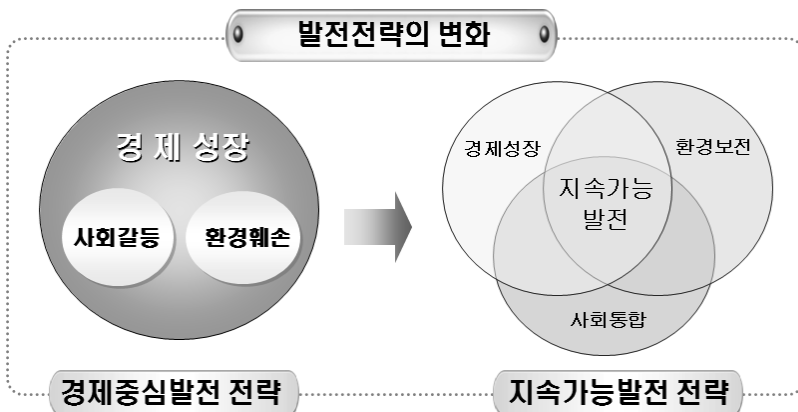 발전전략의 변화
경 제 성장
사회갈등
환경훼손
경제성장
환경보전
지속가능
발전
사회통합
경제중심발전 전략
지속가능발전 전략